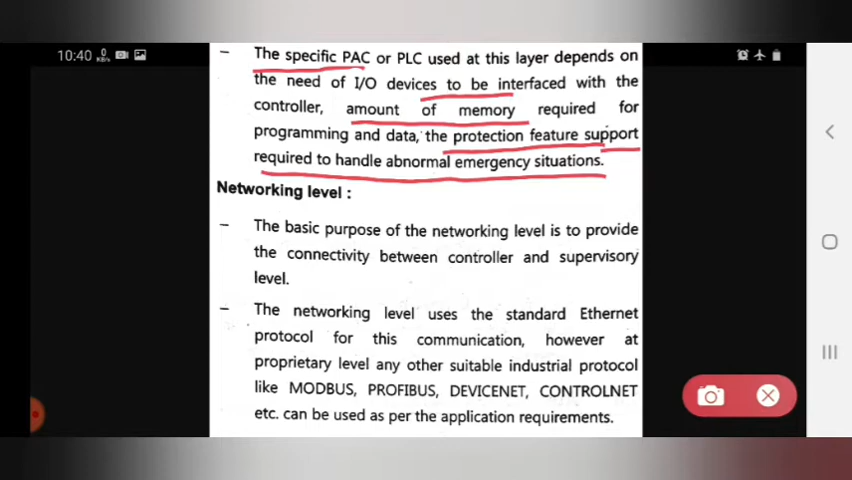 10:40 0 KB/s
– The specific PAC or PLC used at this layer depends on
the need of I/O devices to be interfaced with the
controller, amount of memory required for
programming and data, the protection feature support
required to handle abnormal emergency situations.
Networking level :
– The basic purpose of the networking level is to provide
the connectivity between controller and supervisory
level.
– The networking level uses the standard Ethernet
protocol for this communication, however at
proprietary level any other suitable industrial protocol
like MODBUS, PROFIBUS, DEVICENET, CONTROLNET
etc. can be used as per the application requirements.